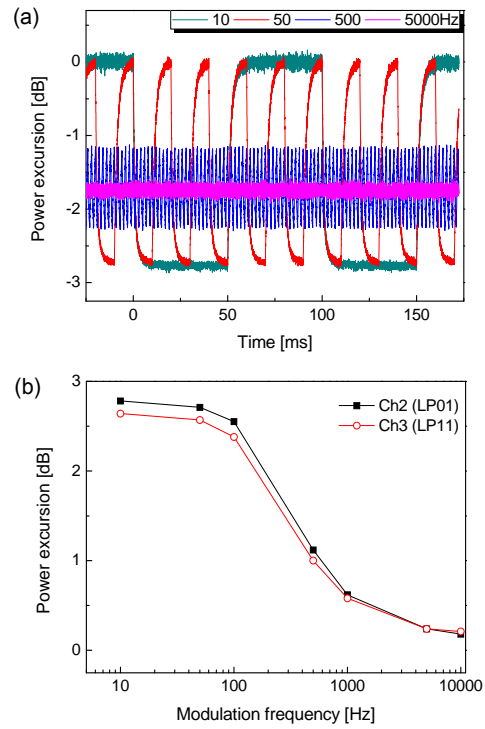 (a)
10 50 500 5000Hz
0
-1
-2
-3
Power excursion [dB]
0 50 100 150
Time [ms]
(b)
3
2
1
0
Power excursion [dB]
Ch2 (LP01)
Ch3 (LP11)
10 100 1000 10000
Modulation frequency [Hz]